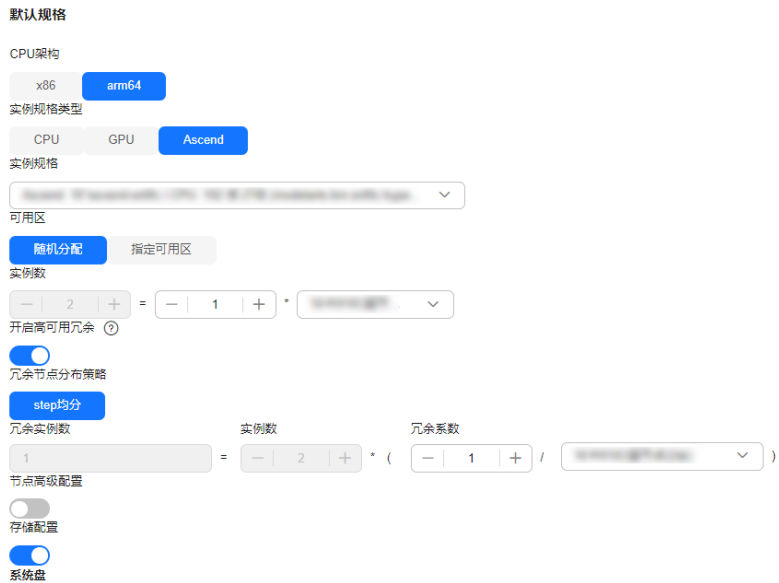 默认规格
CPU架构
x86 arm64
实例规格类型
CPU GPU Ascend
实例规格
可用区
随机分配 指定可用区
实例数
2 = 1 *
开启高可用冗余 ?
冗余节点分布策略
step均分
冗余实例数 实例数 冗余系数
1 = 2 * ( 1 / )
节点高级配置
存储配置
系统盘